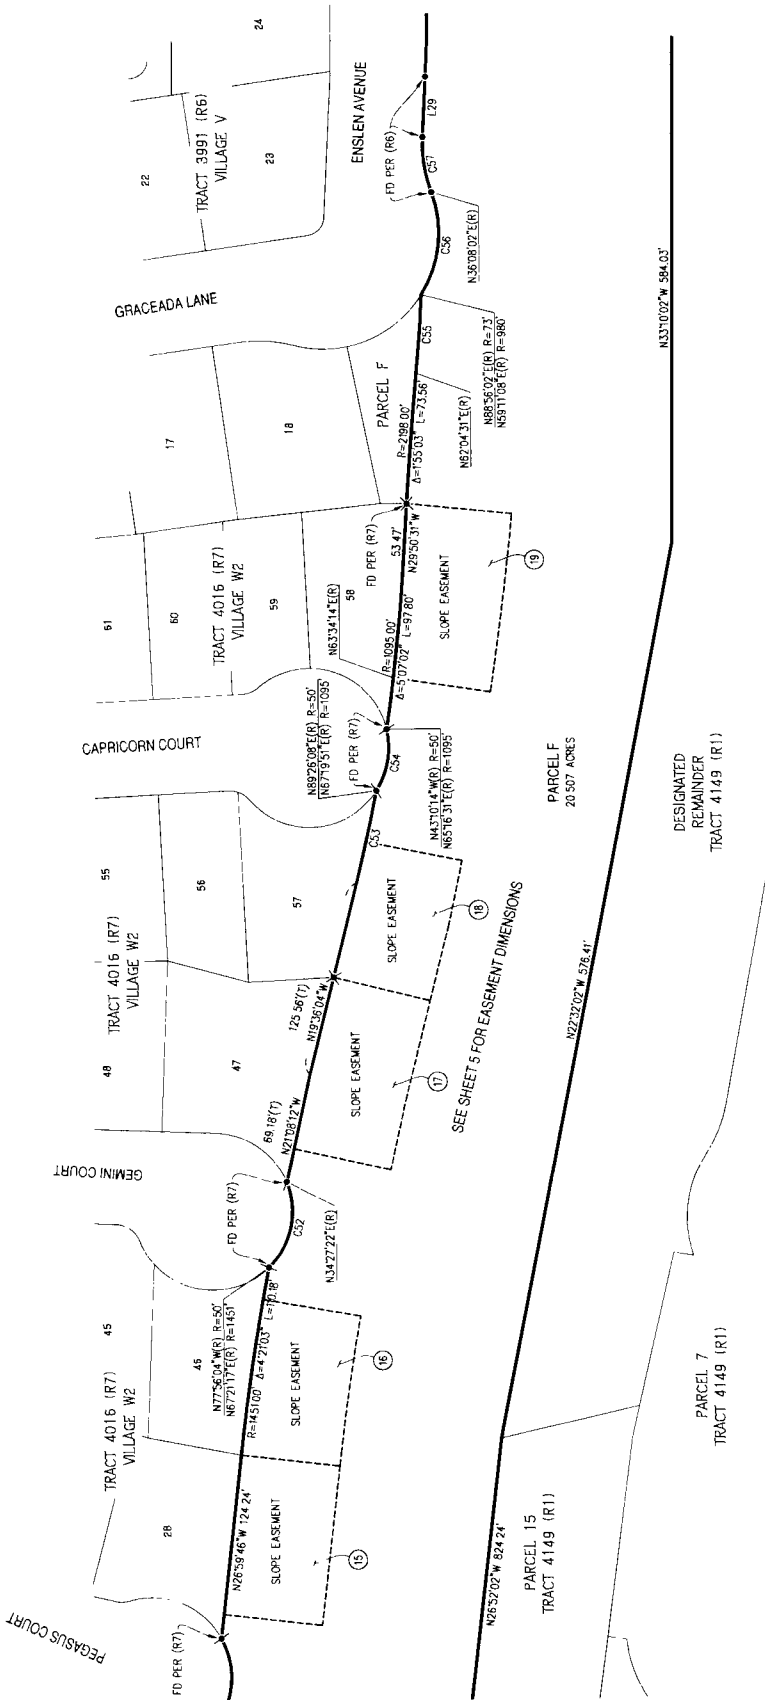 24
ENSLEN AVENUE
TRACT 3991 (R6)
VILLAGE V
22
23
L29
FD PER (R6)
C57
C56
N36°08'02"E(R)
GRACEADA LANE
C55
N88°56'02"E(R) R=73'
N59°11'08"E(R) R=980'
N62°04'31"E(R)
N33°10'02"W 584.03'
PARCEL F
R=2198.00'
Δ=1°55'03" L=73.56'
17
18
FD PER (R7)
53.47'
N29°50'31"W
SLOPE EASEMENT
19
61
60
TRACT 4016 (R7)
VILLAGE W2
59
58
N63°34'14"E(R)
R=1095.00'
Δ=5°07'02" L=97.80'
CAPRICORN COURT
N89°26'08"E(R) R=50'
N67°19'51"E(R) R=1095'
FD PER (R7)
C54
N43°10'14"W(R) R=50'
N65°16'31"E(R) R=1095'
PARCEL F
20.507 ACRES
DESIGNATED
REMAINDER
TRACT 4149 (R1)
C53
55
56
57
SLOPE EASEMENT
18
TRACT 4016 (R7)
VILLAGE W2
SEE SHEET 5 FOR EASEMENT DIMENSIONS
N22°32'02"W 576.41'
125.56'(T)
N19°36'04"W
48
47
SLOPE EASEMENT
17
69.18'(T)
N21°08'12"W
GEMINI COURT
FD PER (R7)
C52
N34°27'22"E(R)
45
46
N77°56'04"W(R) R=50'
N67°21'17"E(R) R=1451'
R=1451.00' Δ=4°21'03" L=110.18'
SLOPE EASEMENT
16
TRACT 4016 (R7)
VILLAGE W2
PARCEL 7
TRACT 4149 (R1)
28
N26°59'46"W 124.24'
SLOPE EASEMENT
15
N26°52'02"W 824.24'
PARCEL 15
TRACT 4149 (R1)
PEGASUS COURT
FD PER (R7)